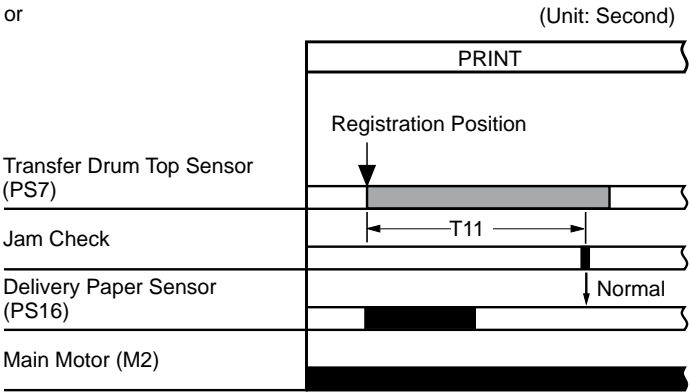 or
(Unit: Second)
PRINT
Registration Position
Transfer Drum Top Sensor
(PS7)
T11
Jam Check
Delivery Paper Sensor
(PS16)
Normal
Main Motor (M2)